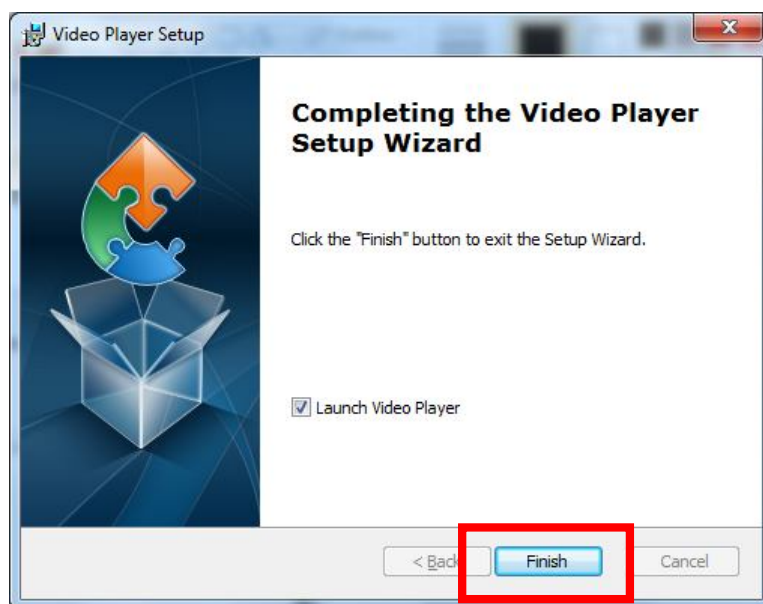 Video Player Setup
Completing the Video Player
Setup Wizard
Click the "Finish" button to exit the Setup Wizard.
Launch Video Player
< Back
Finish
Cancel